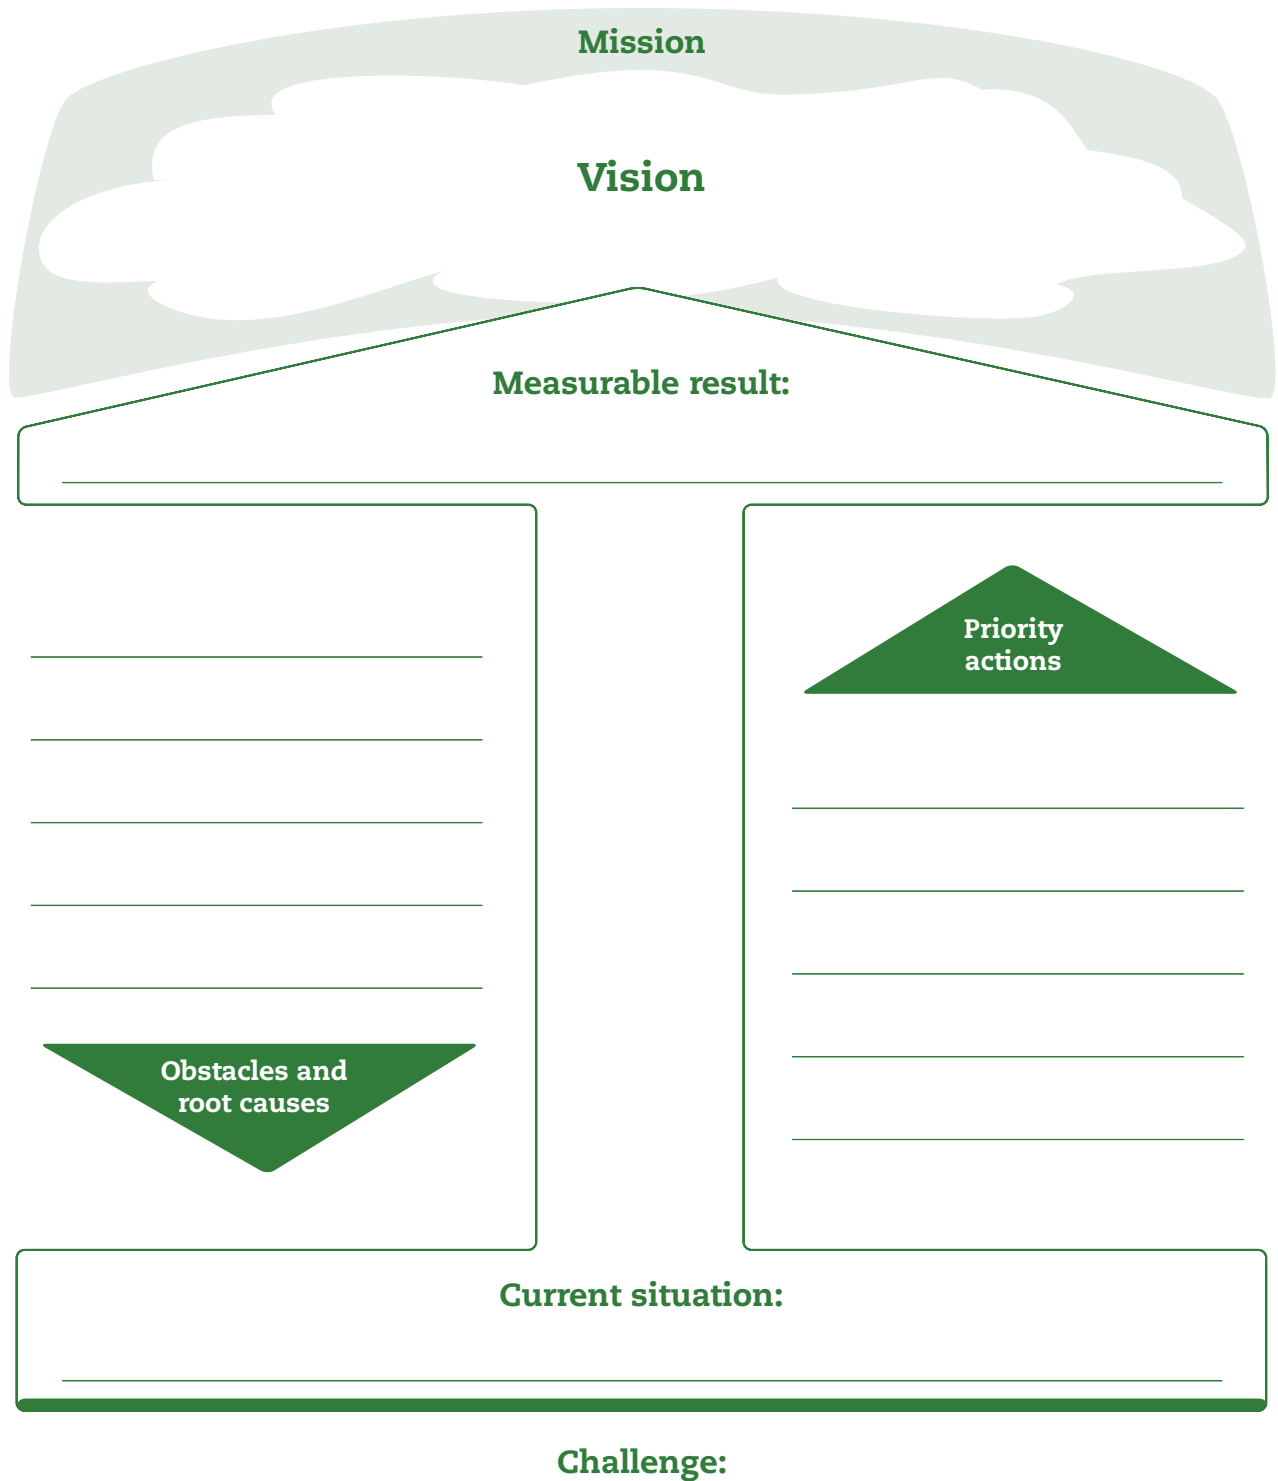 Mission
Vision
Measurable result:
Priority
actions
Obstacles and
root causes
Current situation:
Challenge: